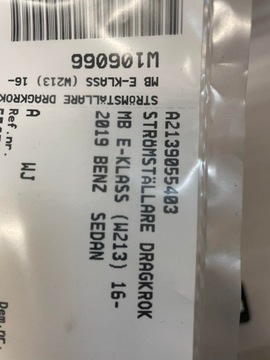 W106066
MB E-KLASS (W213) 16-
STRÖMSTÄLLARE DRAGKROK
A2139055403
STRÖMSTÄLLARE DRAGKROK
MB E-KLASS (W213) 16-
2019 BENZ SEDAN
A WJ
Ref.nr.